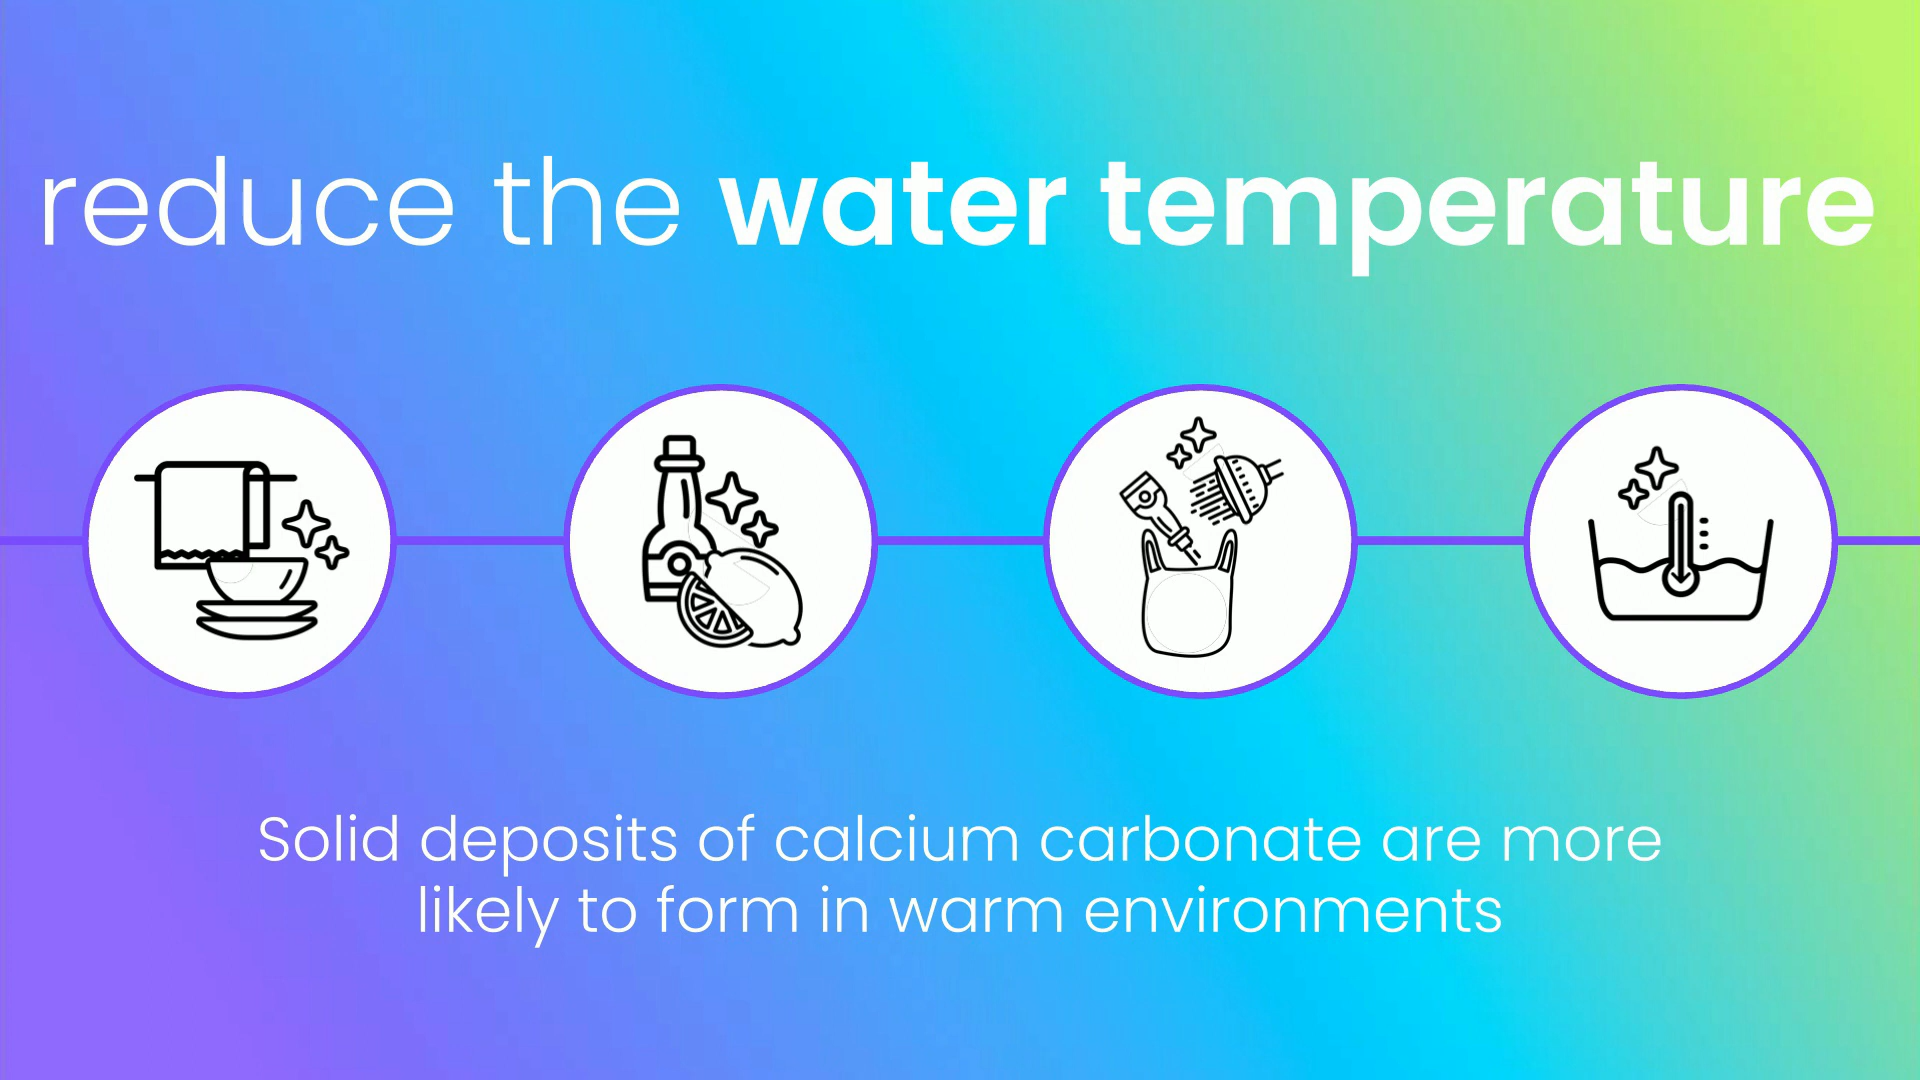 reduce the water temperature
Solid deposits of calcium carbonate are more
likely to form in warm environments